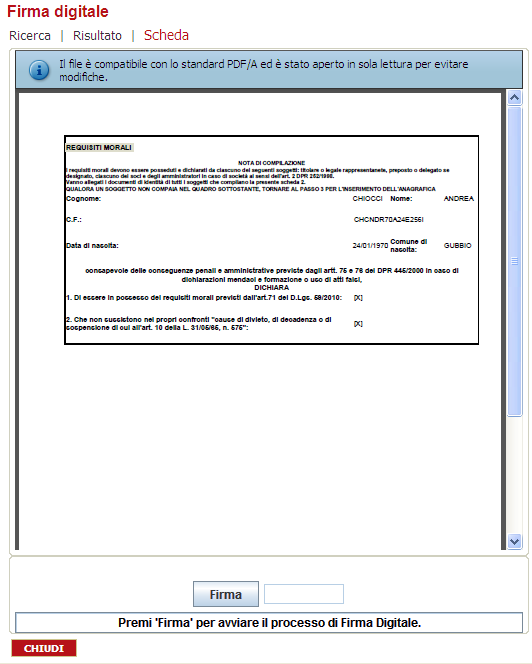 Firma digitale
Ricerca | Risultato | Scheda
Il file è compatibile con lo standard PDF/A ed è stato aperto in sola lettura per evitare
modifiche.
REQUISITI MORALI
NOTA DI COMPILAZIONE
I requisiti morali devono essere posseduti e dichiarati da ciascuno dei seguenti soggetti: titolare o legale rappresentanete, preposto o delegato se
designato, ciascuno dei soci e degli amministratori in caso di società ai sensi dell'art. 2 DPR 252/1998.
Vanno allegati i documenti di identità di tutti i soggetti che compilano la presente scheda 2.
QUALORA UN SOGGETTO NON COMPAIA NEL QUADRO SOTTOSTANTE, TORNARE AL PASSO 3 PER L'INSERIMENTO DELL'ANAGRAFICA
Cognome: CHIOCCI Nome: ANDREA
C.F.: CHCNDR70A24E256I
Data di nascita: 24/01/1970 Comune di nascita: GUBBIO
consapevole delle conseguenze penali e amministrative previste dagli artt. 75 e 76 del DPR 445/2000 in caso di
dichiarazioni mendaci e formazione o uso di atti falsi,
DICHIARA
1. Di essere in possesso dei requisiti morali previsti dall'art.71 del D.Lgs. 59/2010: [X]
2. Che non sussistono nei propri confronti "cause di divieto, di decadenza o di
sospensione di cui all'art. 10 della L. 31/05/65, n. 575": [X]
Firma
Premi 'Firma' per avviare il processo di Firma Digitale.
CHIUDI